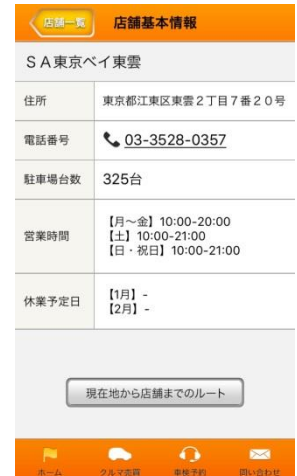 店舗一覧
店舗基本情報
ＳＡ東京ベイ東雲
住所
東京都江東区東雲２丁目７番２０号
電話番号
03-3528-0357
駐車場台数
325台
営業時間
【月～金】10:00-20:00
【土】10:00-21:00
【日・祝日】10:00-21:00
休業予定日
【1月】-
【2月】-
現在地から店舗までのルート
ホーム
クルマ売買
車検予約
問い合わせ